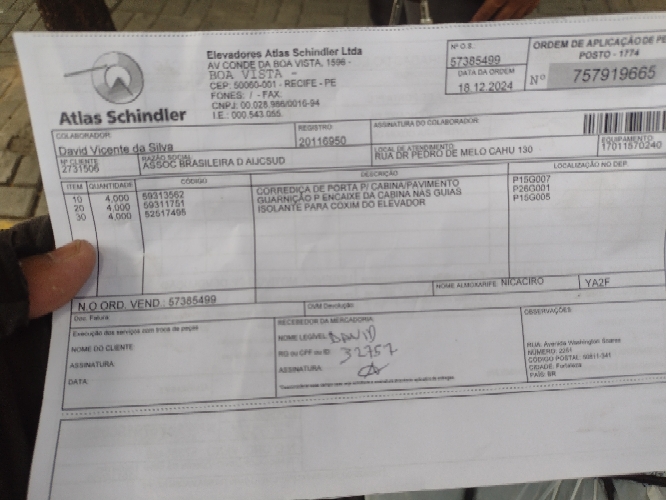 Elevadores Atlas Schindler Ltda
AV CONDE DA BOA VISTA, 1596 -
BOA VISTA -
CEP: 50060-001 - RECIFE - PE
FONES: / - FAX:
CNPJ: 00.028.986/0016-94
I.E.: 000.543.055.
Atlas Schindler
Nº O.S.
57385499
DATA DA ORDEM
18.12.2024
ORDEM DE APLICAÇÃO DE PE
POSTO - 1774
Nº 757919665
COLABORADOR:
David Vicente da Silva
REGISTRO:
20116950
ASSINATURA DO COLABORADOR:
Nº CLIENTE
2731506
RAZÃO SOCIAL
ASSOC BRASILEIRA D AIJCSUD
LOCAL DE ATENDIMENTO
RUA DR PEDRO DE MELO CAHU 130
EQUIPAMENTO
17011570240
ITEM QUANTIDADE CÓDIGO DESCRIÇÃO LOCALIZAÇÃO NO DEP.
10 4,000 59313562 CORREDIÇA DE PORTA P/ CABINA/PAVIMENTO P15G007
20 4,000 59311751 GUARNIÇÃO P ENCAIXE DA CABINA NAS GUIAS P26G001
30 4,000 52517495 ISOLANTE PARA COXIM DO ELEVADOR P15G005
N.O ORD. VEND : 57385499
NOME ALMOXARIFE: NICACIRO YA2F
Doc. Fatura:
OVM Devolução:
Execução dos serviços com troca de peças
NOME DO CLIENTE:
ASSINATURA:
DATA:
RECEBEDOR DA MERCADORIA:
NOME LEGÍVEL: DAVID
RG ou CPF ou ID: 32757
ASSINATURA:
OBSERVAÇÕES:
RUA: Avenida Washington Soares
NÚMERO: 2251
CÓDIGO POSTAL: 60811-341
CIDADE: Fortaleza
PAÍS: BR